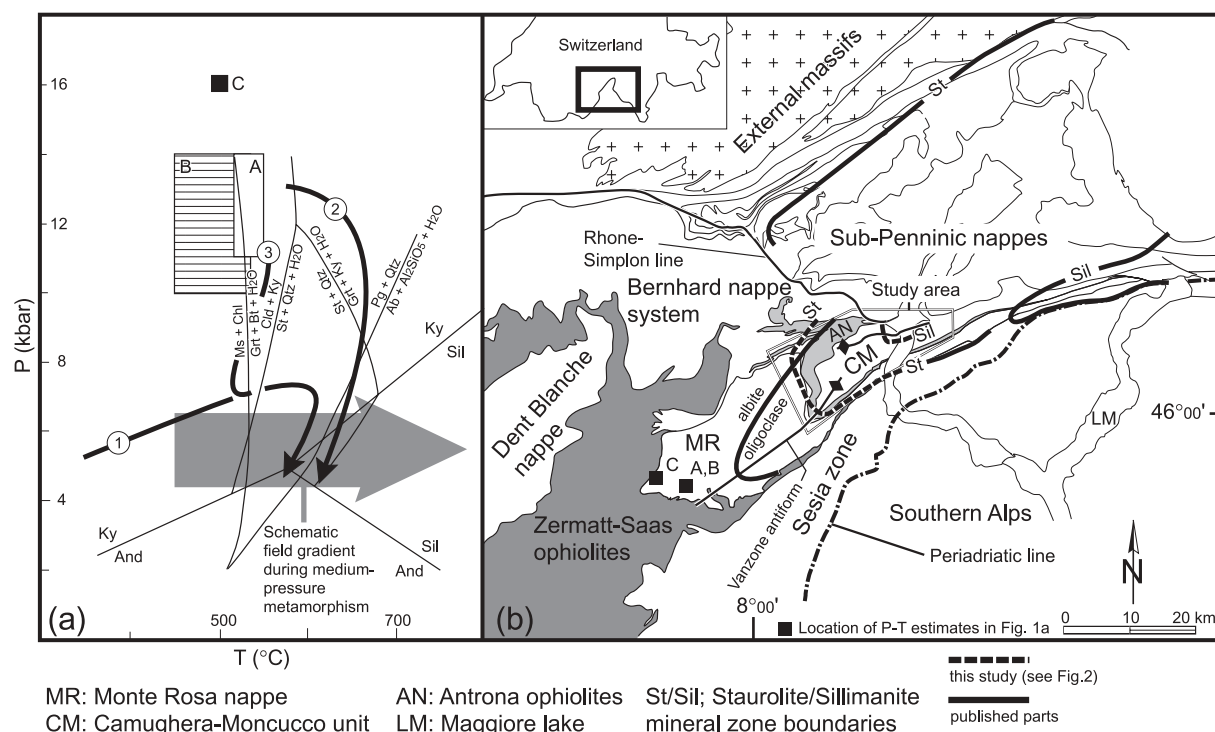 (a)
P (kbar)
16
12
8
4
500
700
T (°C)
C
B
A
1
2
3
Ms + Chl
Grt + Bt + H2O
Cld + Ky
St + Qtz + H2O
St + Qtz
Grt + Ky + H2O
Pg + Qtz
Ab + Al2SiO5 + H2O
Ky
Sil
Ky
And
Sil
And
Schematic
field gradient
during medium-
pressure
metamorphism
(b)
Switzerland
External massifs
St
Rhone-
Simplon line
Sub-Penninic nappes
Bernhard nappe
system
Study area
Sil
St
AN
Sil
CM
St
Dent Blanche
nappe
albite
oligoclase
MR
C
A,B
LM
46°00'
Zermatt-Saas
ophiolites
Vanzone antiform
Sesia zone
Southern Alps
Periadriatic line
N
8°00'
Location of P-T estimates in Fig. 1a
0 10 20 km
MR: Monte Rosa nappe
CM: Camughera-Moncucco unit
AN: Antrona ophiolites
LM: Maggiore lake
St/Sil; Staurolite/Sillimanite
mineral zone boundaries
this study (see Fig.2)
published parts